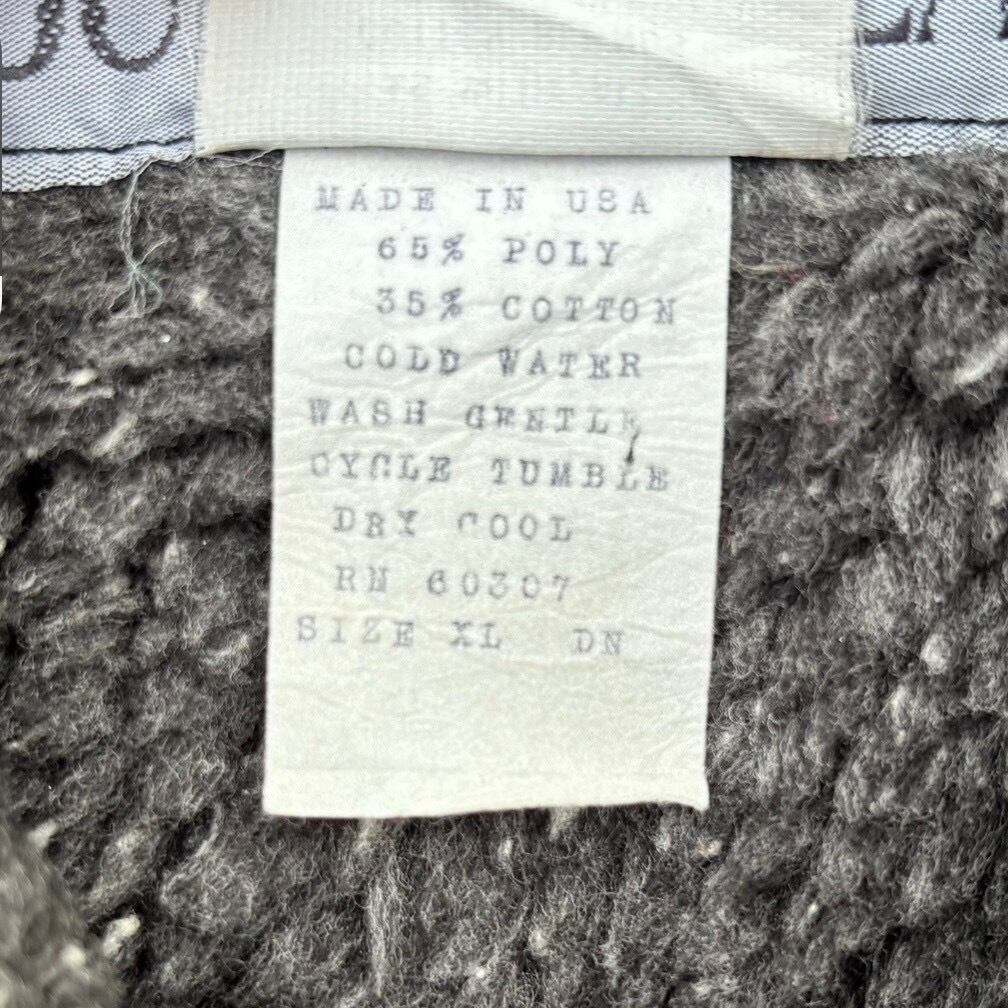 MADE IN USA
65% POLY
35% COTTON
COLD WATER
WASH GENTLE
CYCLE TUMBLE
DRY COOL
RN 60307
SIZE XL DN